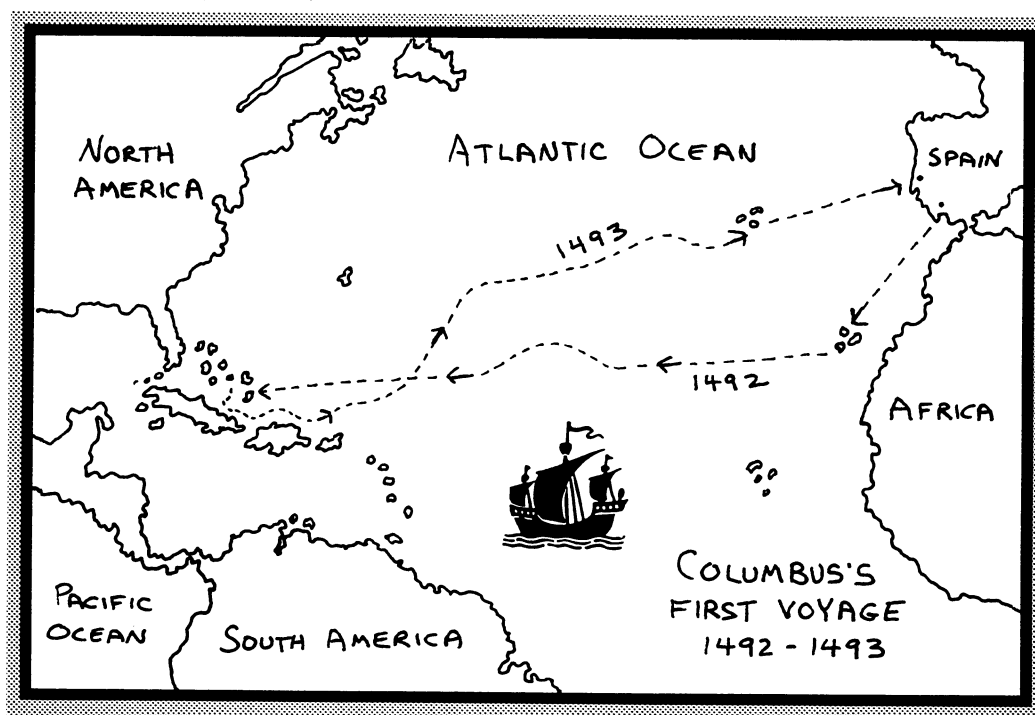 NORTH
AMERICA
ATLANTIC OCEAN
SPAIN
1493
1492
AFRICA
COLUMBUS'S
FIRST VOYAGE
1492 - 1493
PACIFIC
OCEAN
SOUTH AMERICA